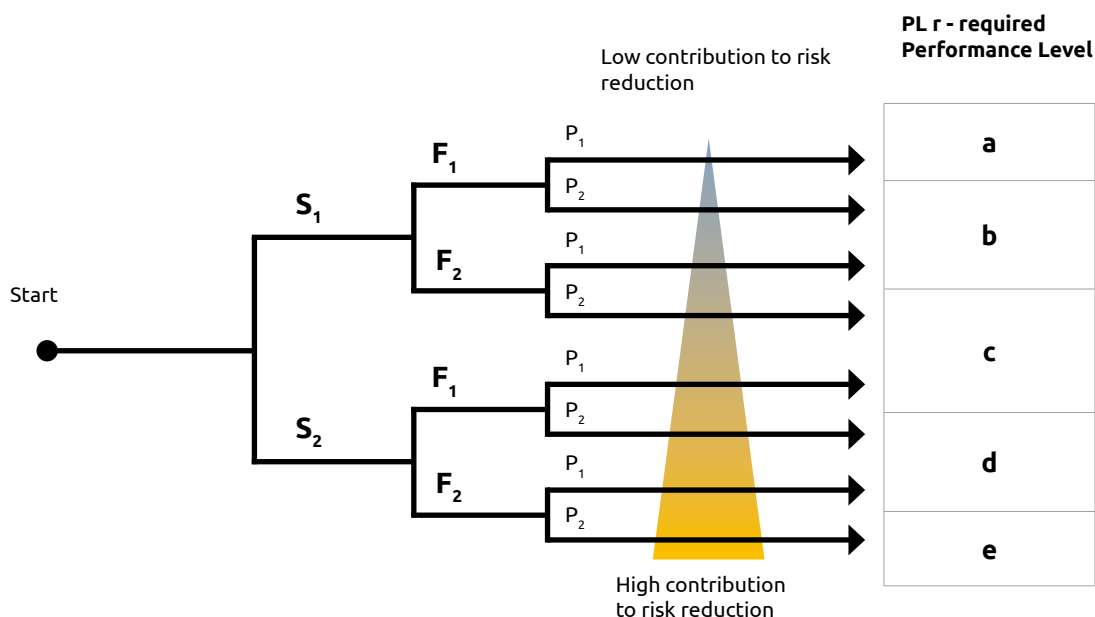 PL r - required
Performance Level
Low contribution to risk
reduction
P1
a
F1
P2
S1
P1
b
F2
P2
Start
c
P1
F1
P2
S2
P1
d
F2
P2
e
High contribution
to risk reduction